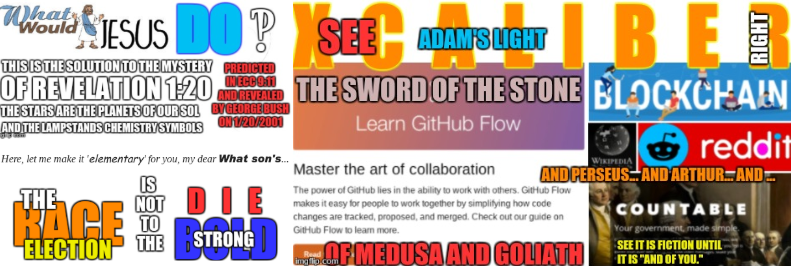 What Would JESUS DO ?
THIS IS THE SOLUTION TO THE MYSTERY
OF REVELATION 1:20
THE STARS ARE THE PLANETS OF OUR SOL
AND THE LAMPSTANDS CHEMISTRY SYMBOLS
PREDICTED
IN ECC 9:11
AND REVEALED
BY GEORGE BUSH
ON 1/20/2001
Here, let me make it 'elementary' for you, my dear What son's...
THE
RACE
ELECTION
IS
NOT
TO
THE
DIE
BOLD
STRONG
XCALIBER
SEE
ADAM'S LIGHT
RIGHT
THE SWORD OF THE STONE
Learn GitHub Flow
Master the art of collaboration
The power of GitHub lies in the ability to work with others. GitHub Flow
makes it easy for people to work together by simplifying how code
changes are tracked, proposed, and merged. Check out our guide on
GitHub Flow to learn more.
Read
OF MEDUSA AND GOLIATH
imgflip.com
BLOCKCHAIN
WIKIPEDIA
reddit
AND PERSEUS... AND ARTHUR... AND ...
COUNTABLE
Your government, made simple.
SEE IT IS FICTION UNTIL
IT IS "AND OF YOU."